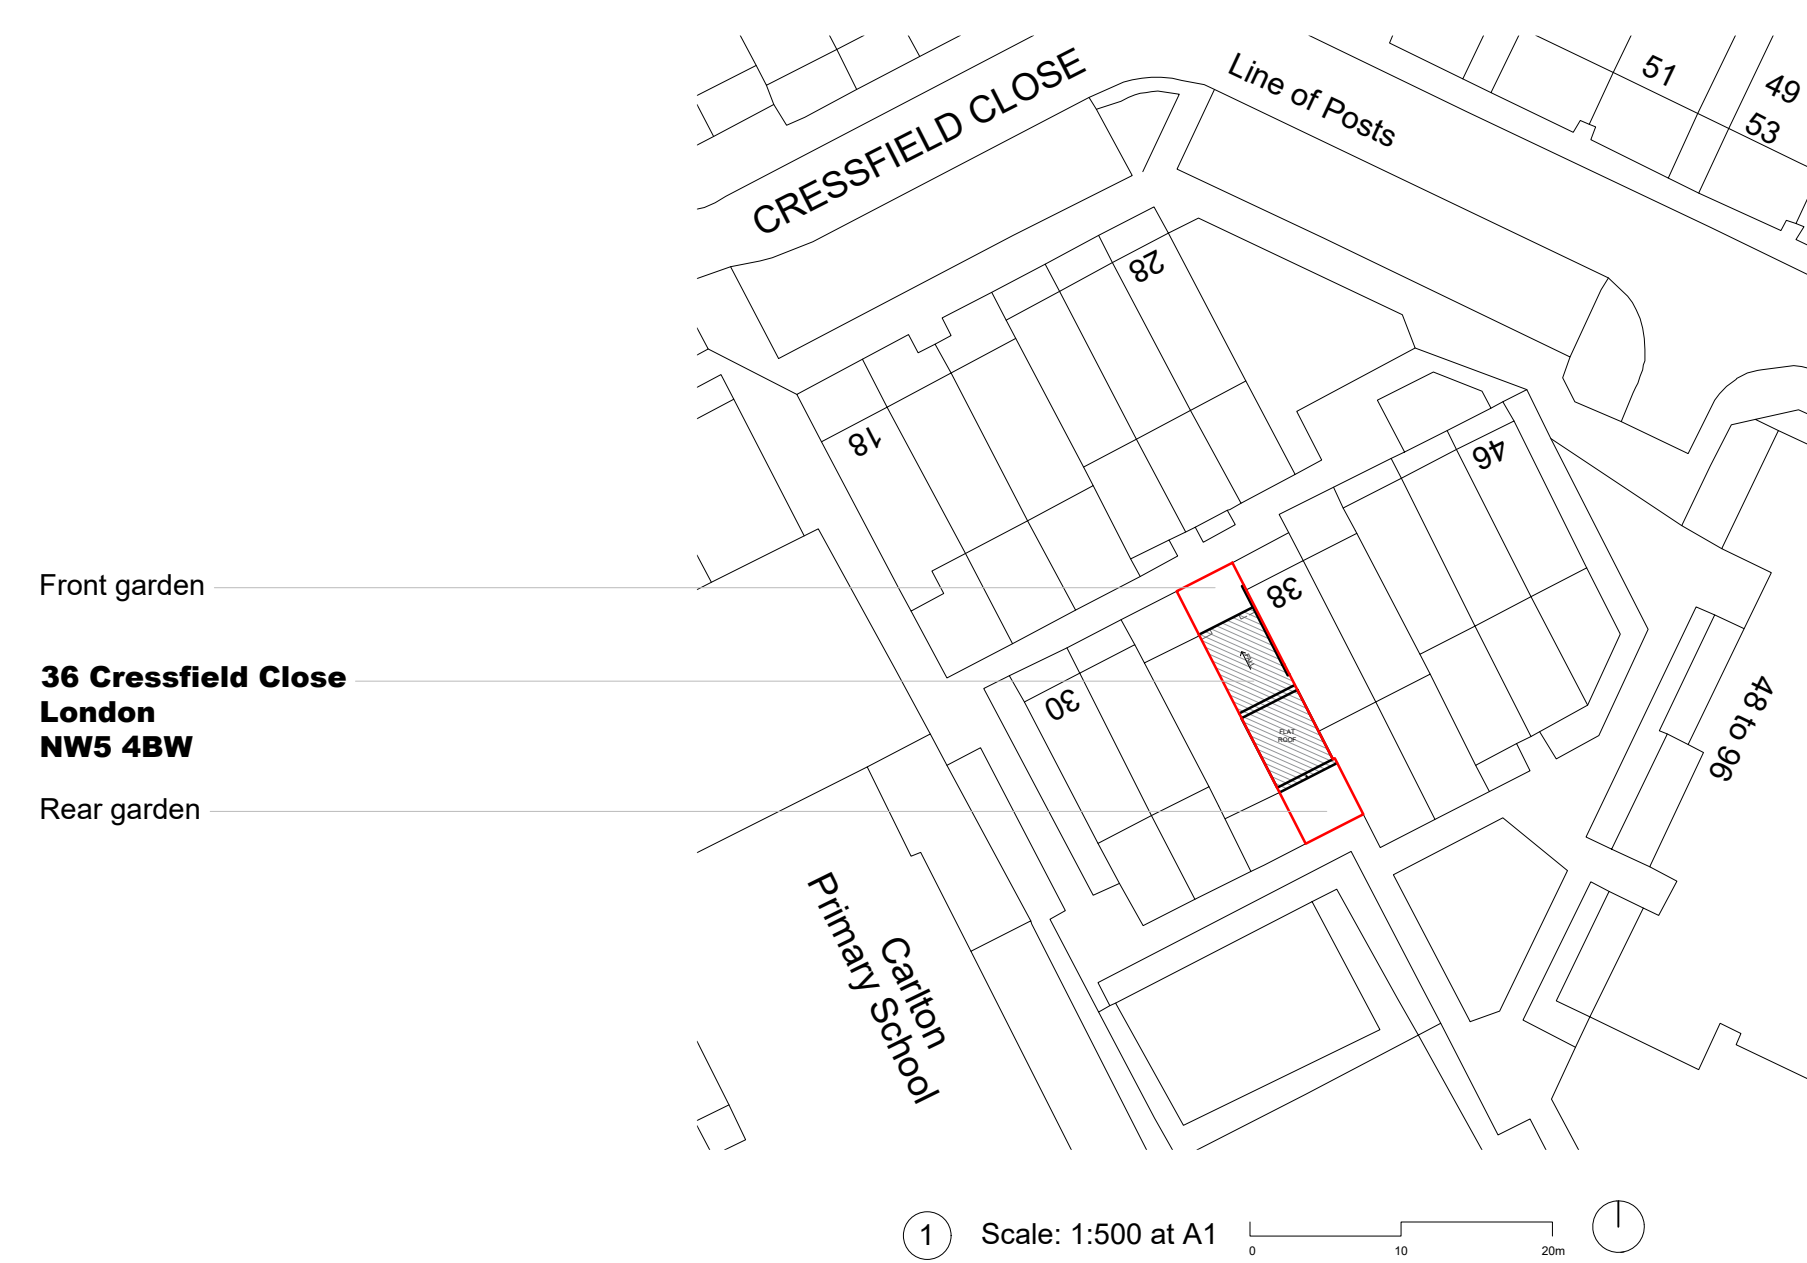 CRESSFIELD CLOSE
Line of Posts
51
49
53
28
18
46
Front garden
38
36 Cressfield Close
London
NW5 4BW
30
48 to 96
FLAT
ROOF
Rear garden
Carlton
Primary School
1
Scale: 1:500 at A1
0
10
20m